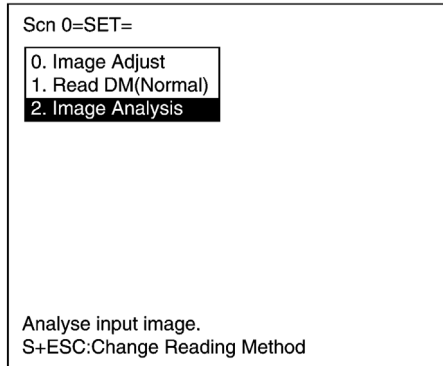 Scn 0=SET=
0. Image Adjust
1. Read DM(Normal)
2. Image Analysis
Analyse input image.
S+ESC:Change Reading Method